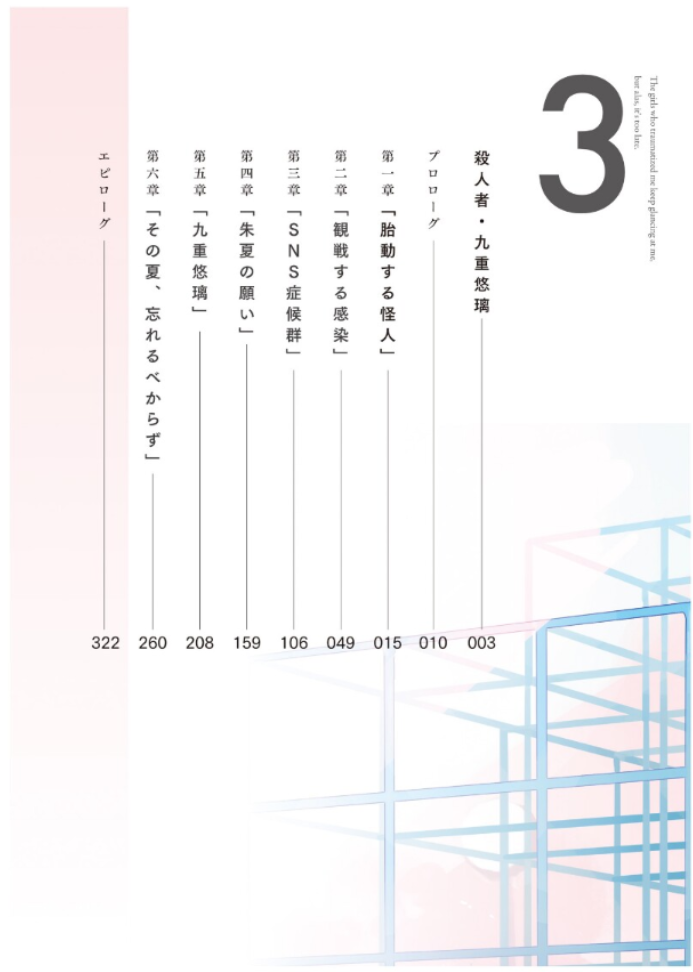 3
The girls who traumatized me keep glancing at me,
but alas, it's too late.
殺人者・九重悠璃 003
プロローグ 010
第一章「胎動する怪人」 015
第二章「観戦する感染」 049
第三章「SNS症候群」 106
第四章「朱夏の願い」 159
第五章「九重悠璃」 208
第六章「その夏、忘れるべからず」 260
エピローグ 322